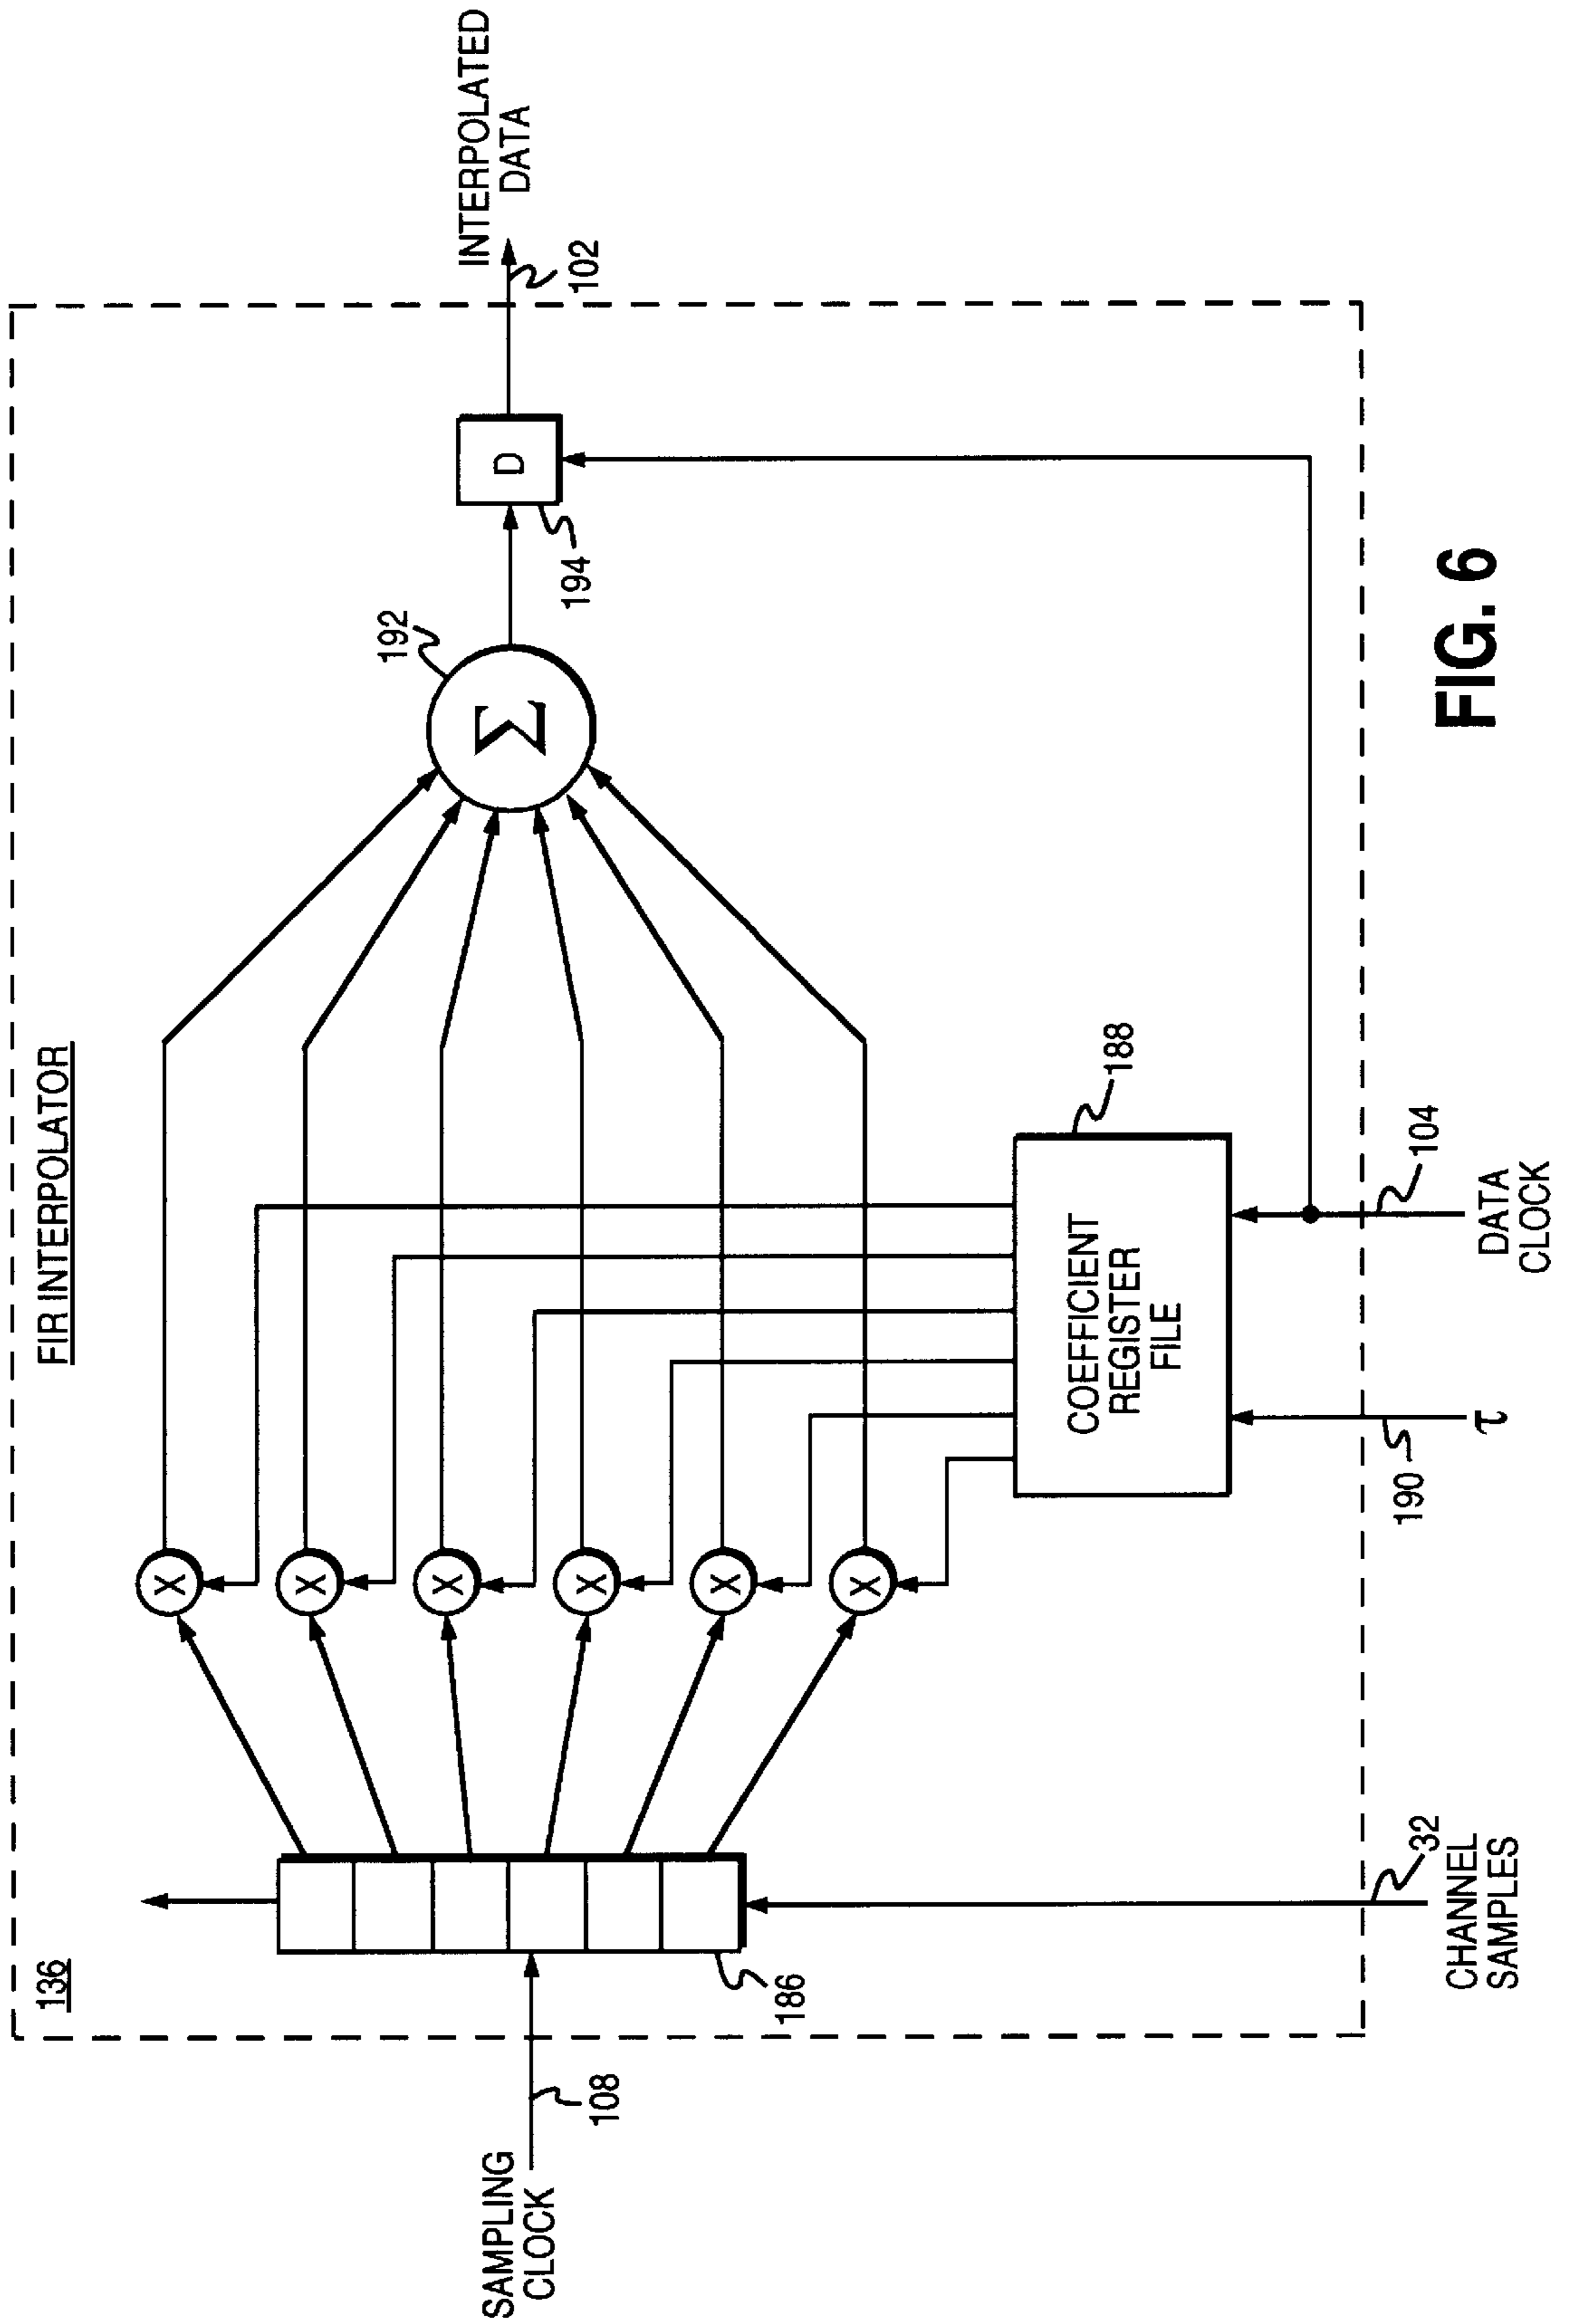 136
FIR INTERPOLATOR
SAMPLING
CLOCK
108
186
X
X
X
X
X
X
192
Σ
D
194
INTERPOLATED
DATA
102
COEFFICIENT
REGISTER
FILE
188
CHANNEL
SAMPLES
32
190
τ
DATA
CLOCK
104
FIG. 6